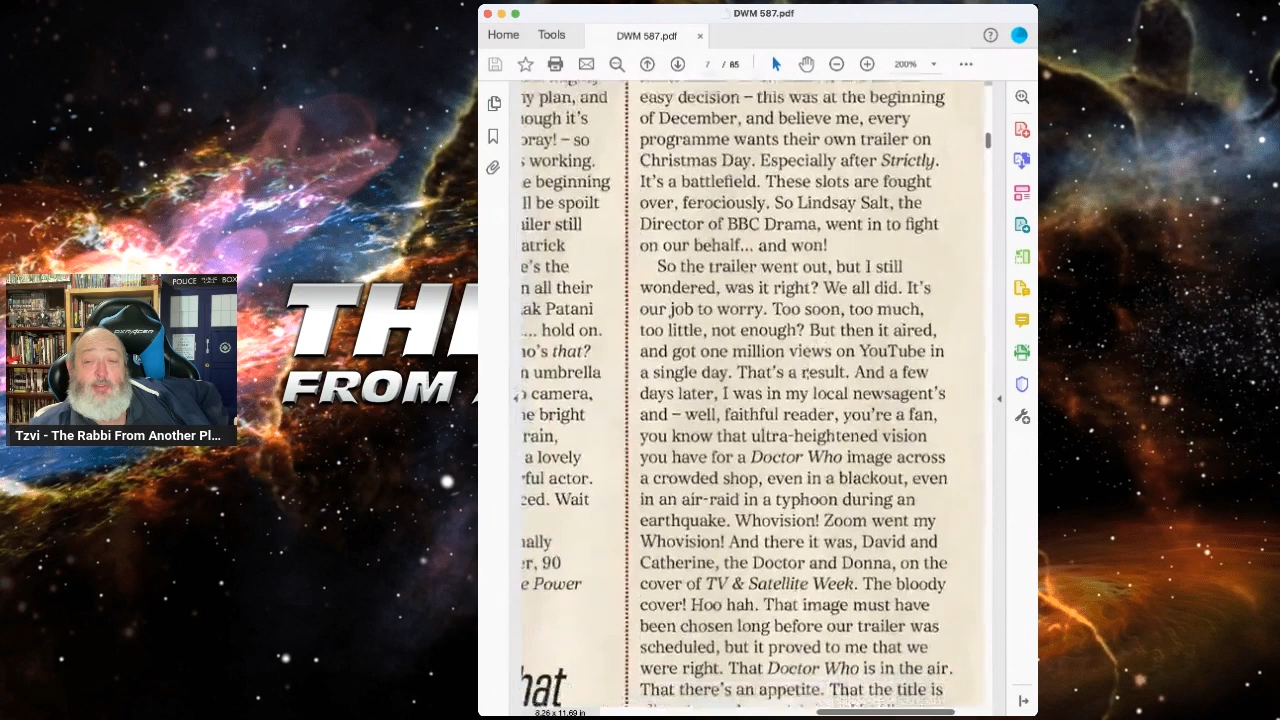 DWM 587.pdf
Home
Tools
DWM 587.pdf
7 / 85
200%
POLICE
BOX
DXRACER
Tzvi - The Rabbi From Another Pl...
FROM
y plan, and
ough it's
oray! – so
s working.
e beginning
ll be spoilt
ailer still
atrick
e's the
n all their
ak Patani
... hold on.
o's that?
n umbrella
o camera,
e bright
rain,
a lovely
rful actor.
ced. Wait
nally
er, 90
e Power
hat
8.26 x 11.69 in
easy decision – this was at the beginning
of December, and believe me, every
programme wants their own trailer on
Christmas Day. Especially after Strictly.
It's a battlefield. These slots are fought
over, ferociously. So Lindsay Salt, the
Director of BBC Drama, went in to fight
on our behalf... and won!
So the trailer went out, but I still
wondered, was it right? We all did. It's
our job to worry. Too soon, too much,
too little, not enough? But then it aired,
and got one million views on YouTube in
a single day. That's a result. And a few
days later, I was in my local newsagent's
and – well, faithful reader, you're a fan,
you know that ultra-heightened vision
you have for a Doctor Who image across
a crowded shop, even in a blackout, even
in an air-raid in a typhoon during an
earthquake. Whovision! Zoom went my
Whovision! And there it was, David and
Catherine, the Doctor and Donna, on the
cover of TV & Satellite Week. The bloody
cover! Hoo hah. That image must have
been chosen long before our trailer was
scheduled, but it proved to me that we
were right. That Doctor Who is in the air.
That there's an appetite. That the title is